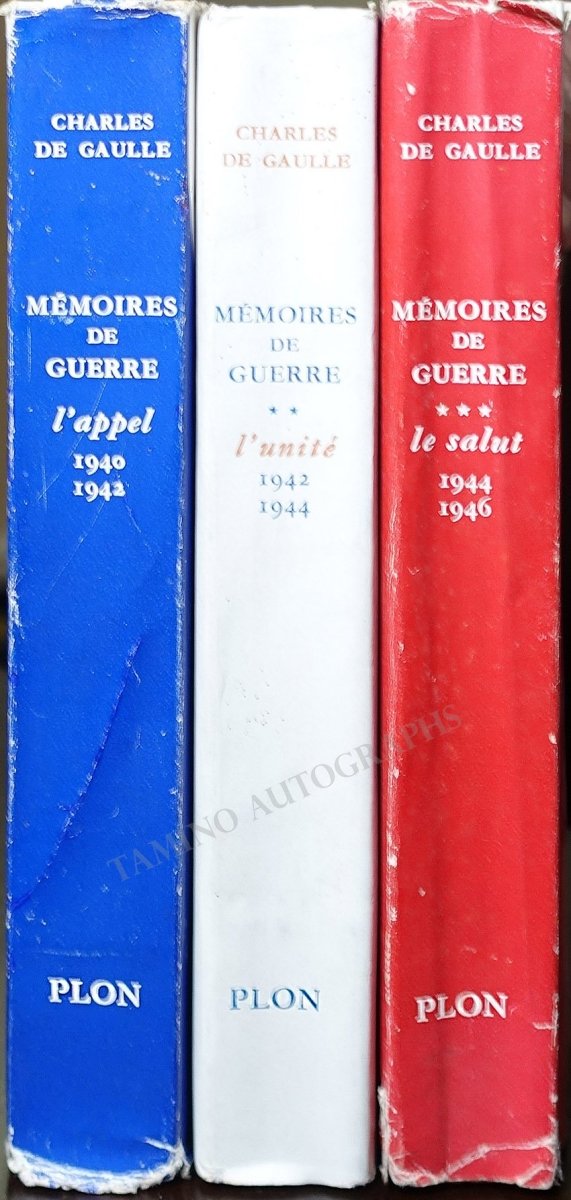 CHARLES
DE GAULLE
MÉMOIRES
DE
GUERRE
l'appel
1940
1942
PLON
CHARLES
DE GAULLE
MÉMOIRES
DE
GUERRE
★ ★
l'unité
1942
1944
PLON
CHARLES
DE GAULLE
MÉMOIRES
DE
GUERRE
★ ★ ★
le salut
1944
1946
PLON
TAMINO AUTOGRAPHS